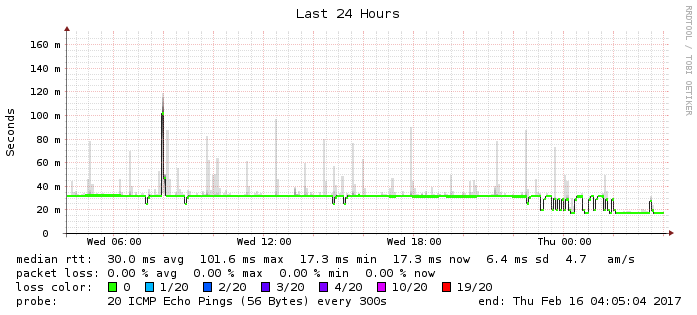 Last 24 Hours
RRDTOOL / TOBI OETIKER
Seconds
160 m
140 m
120 m
100 m
80 m
60 m
40 m
20 m
0
Wed 06:00 Wed 12:00 Wed 18:00 Thu 00:00
median rtt: 30.0 ms avg 101.6 ms max 17.3 ms min 17.3 ms now 6.4 ms sd 4.7 am/s
packet loss: 0.00 % avg 0.00 % max 0.00 % min 0.00 % now
loss color: 0 1/20 2/20 3/20 4/20 10/20 19/20
probe: 20 ICMP Echo Pings (56 Bytes) every 300s end: Thu Feb 16 04:05:04 2017